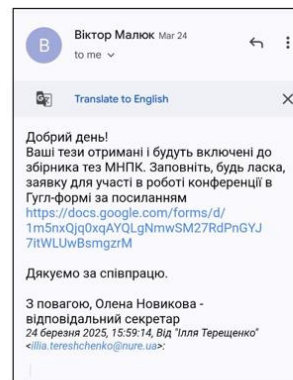 В
Віктор Малюк Mar 24
to me
Translate to English
Добрий день!
Ваші тези отримані і будуть включені до
збірника тез МНПК. Заповніть, будь ласка,
заявку для участі в роботі конференції в
Гугл-формі за посиланням
https://docs.google.com/forms/d/
1m5nxQjq0xqAYQLgNmwSM27RdPnGYJ
7itWLUwBsmgzrM
Дякуємо за співпрацю.
З повагою, Олена Новикова -
відповідальний секретар
24 березня 2025, 15:59:14, Від "Ілля Терещенко"
<illia.tereshchenko@nure.ua>: